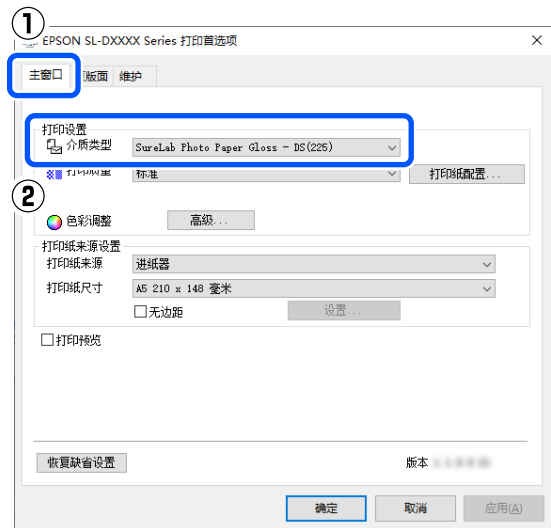 ①
EPSON SL-DXXXX Series 打印首选项
主窗口 版面 维护
打印设置
介质类型 SureLab Photo Paper Gloss - DS(225)
打印质量 标准 打印纸配置...
②
色彩调整 高级...
打印纸来源设置
打印纸来源 进纸器
打印纸尺寸 A5 210 x 148 毫米
无边距 设置...
打印预览
恢复缺省设置 版本
确定 取消 应用(A)